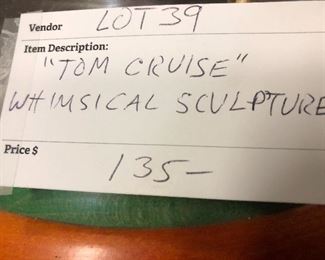 Vendor LOT 39
Item Description:
"TOM CRUISE"
WHIMSICAL SCULPTURE
Price $
135—